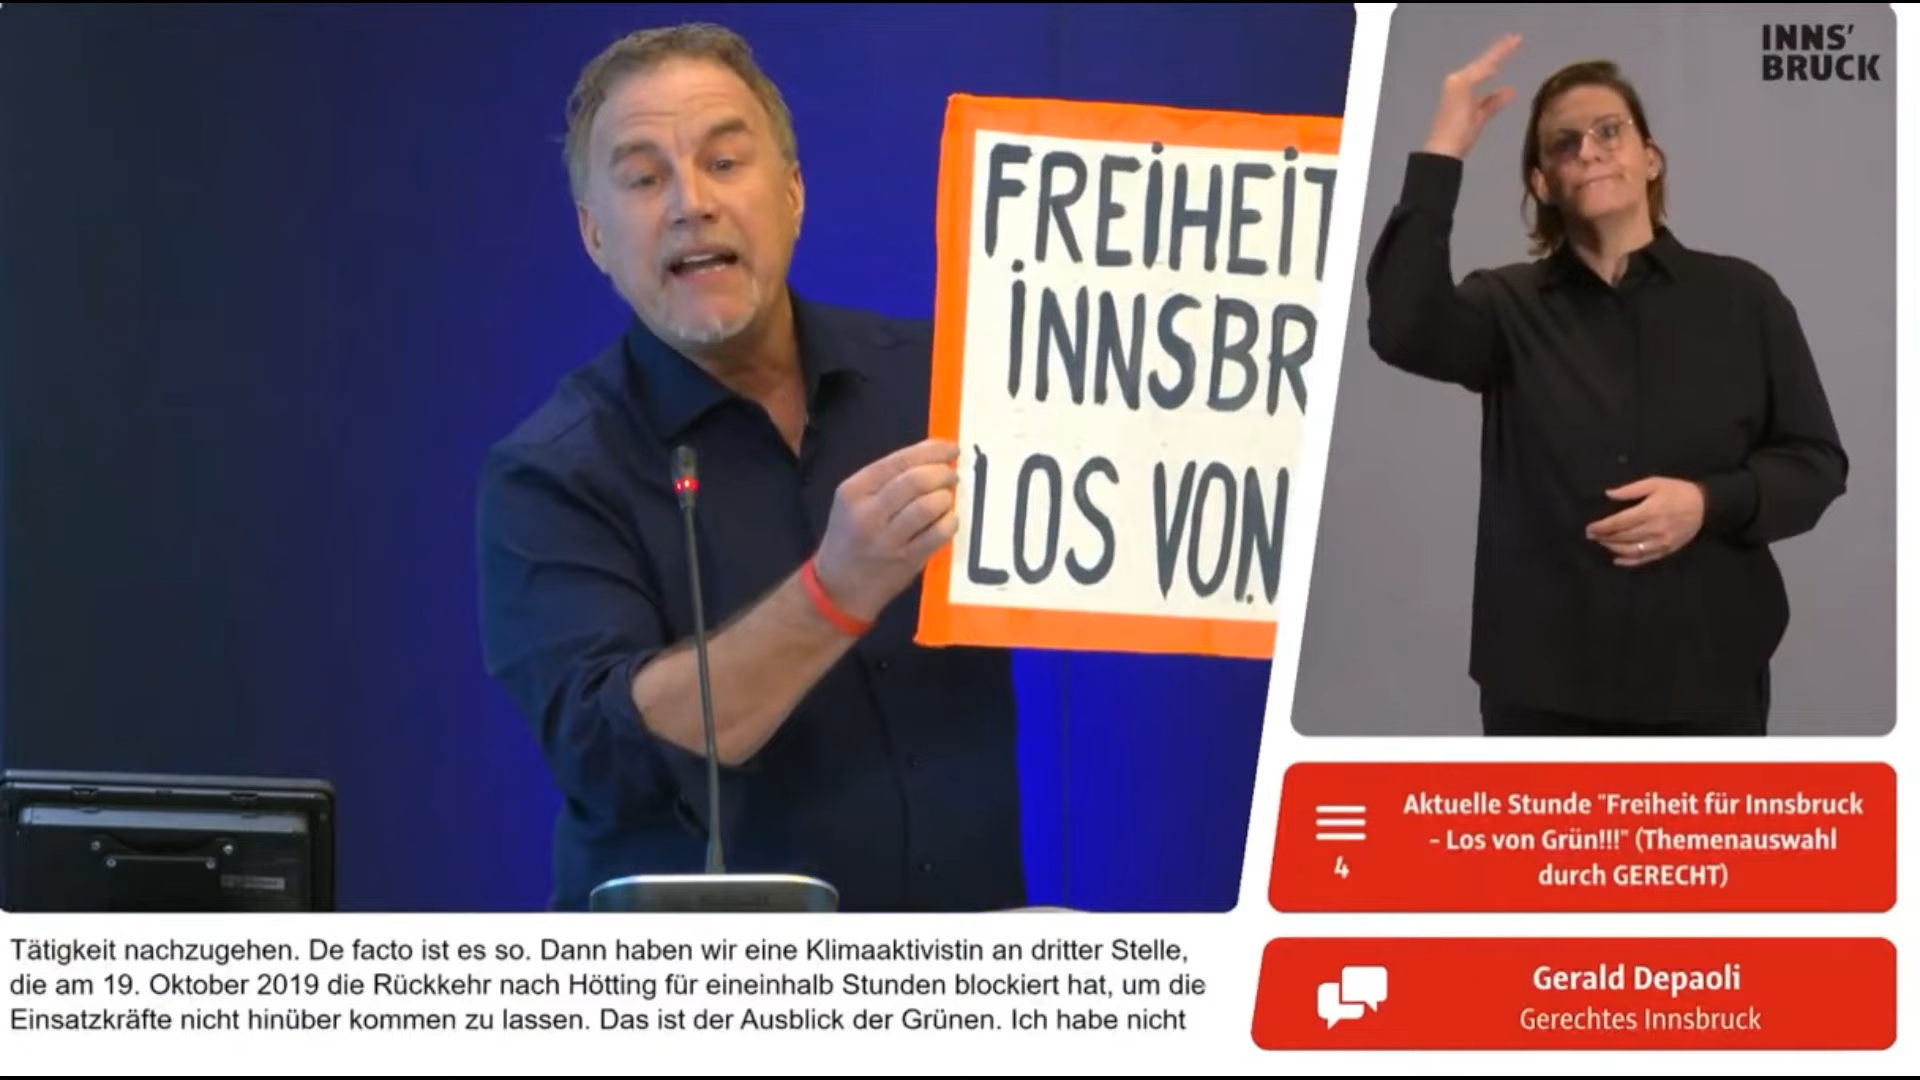 INNS'
BRUCK
FREiHEiT
iNNSBR
LOS VON
Aktuelle Stunde "Freiheit für Innsbruck
- Los von Grün!!!" (Themenauswahl
durch GERECHT)
4
Gerald Depaoli
Gerechtes Innsbruck
Tätigkeit nachzugehen. De facto ist es so. Dann haben wir eine Klimaaktivistin an dritter Stelle,
die am 19. Oktober 2019 die Rückkehr nach Hötting für eineinhalb Stunden blockiert hat, um die
Einsatzkräfte nicht hinüber kommen zu lassen. Das ist der Ausblick der Grünen. Ich habe nicht